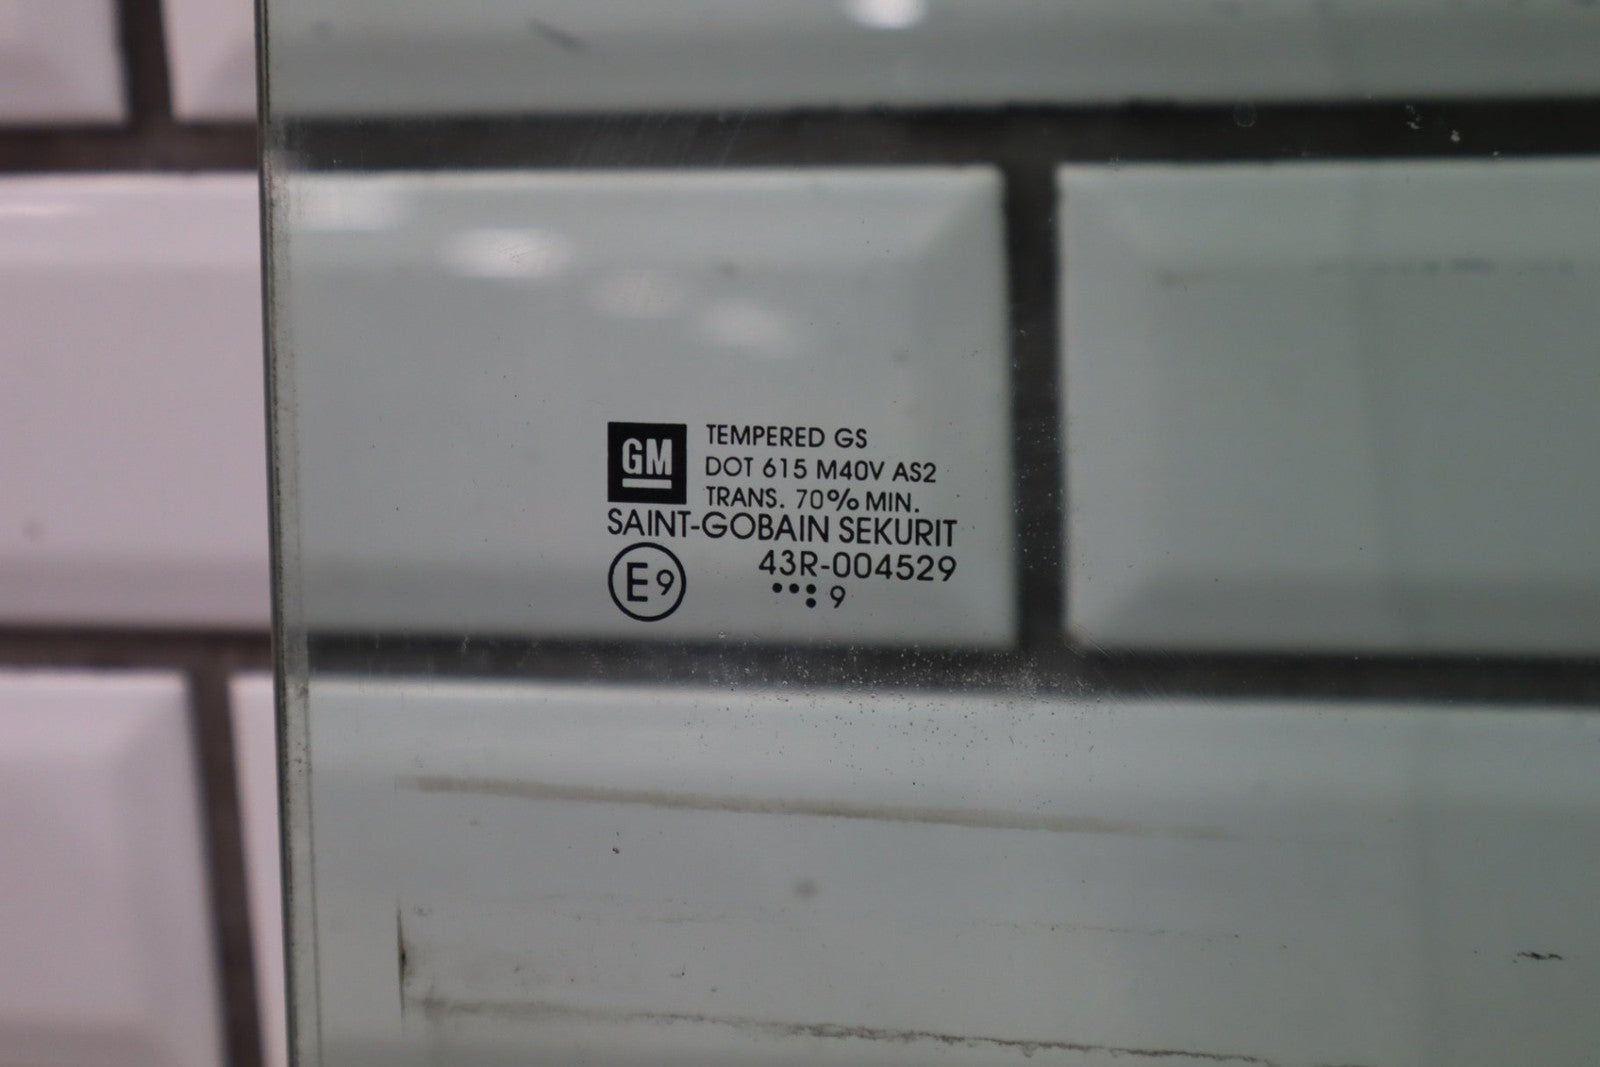 GM
TEMPERED GS
DOT 615 M40V AS2
TRANS. 70% MIN.
SAINT-GOBAIN SEKURIT
E9
43R-004529
••: 9